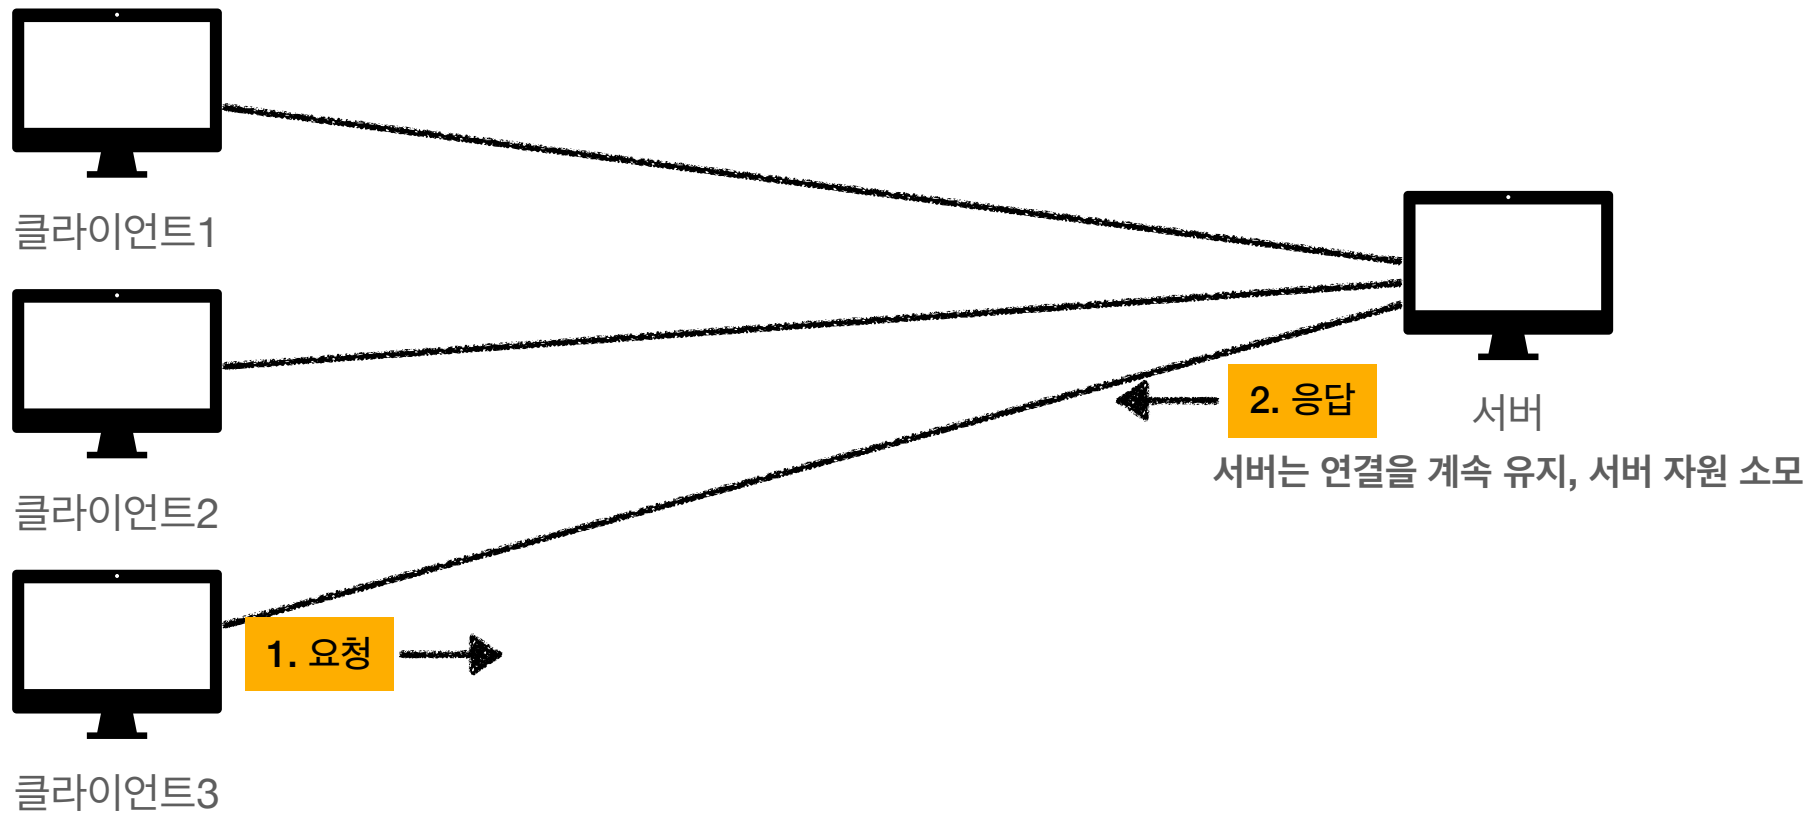 클라이언트1
클라이언트2
2. 응답
서버
서버는 연결을 계속 유지, 서버 자원 소모
1. 요청
클라이언트3